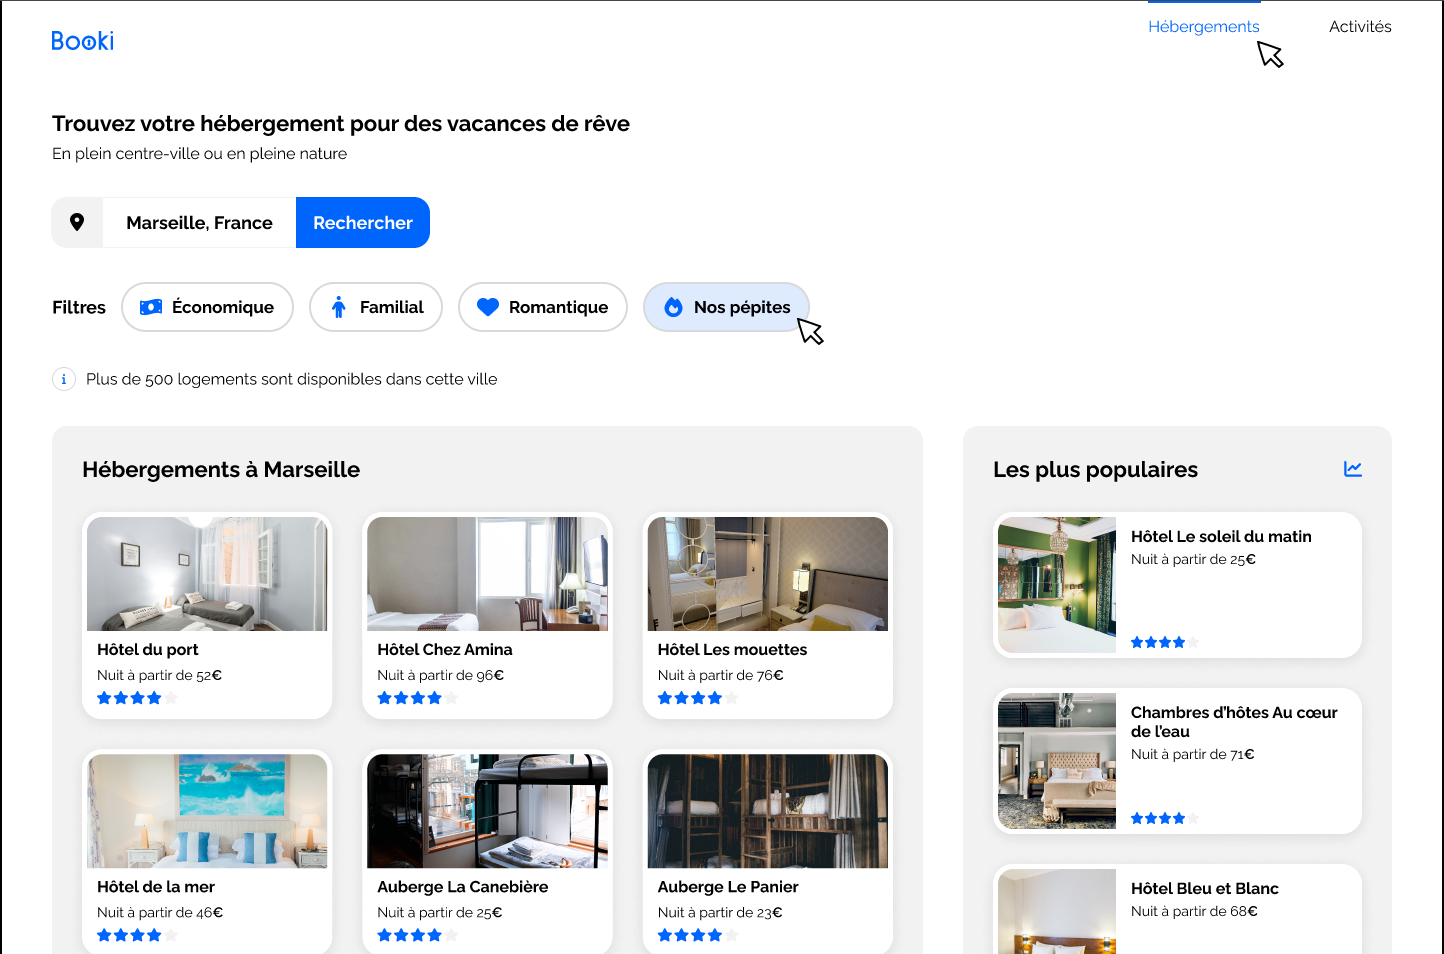 Booki
Hébergements
Activités
Trouvez votre hébergement pour des vacances de rêve
En plein centre-ville ou en pleine nature
Marseille, France
Rechercher
Filtres
Économique
Familial
Romantique
Nos pépites
i
Plus de 500 logements sont disponibles dans cette ville
Hébergements à Marseille
Hôtel du port
Nuit à partir de 52€
Hôtel Chez Amina
Nuit à partir de 96€
Hôtel Les mouettes
Nuit à partir de 76€
Hôtel de la mer
Nuit à partir de 46€
Auberge La Canebière
Nuit à partir de 25€
Auberge Le Panier
Nuit à partir de 23€
Les plus populaires
Hôtel Le soleil du matin
Nuit à partir de 25€
Chambres d’hôtes Au cœur
de l’eau
Nuit à partir de 71€
Hôtel Bleu et Blanc
Nuit à partir de 68€